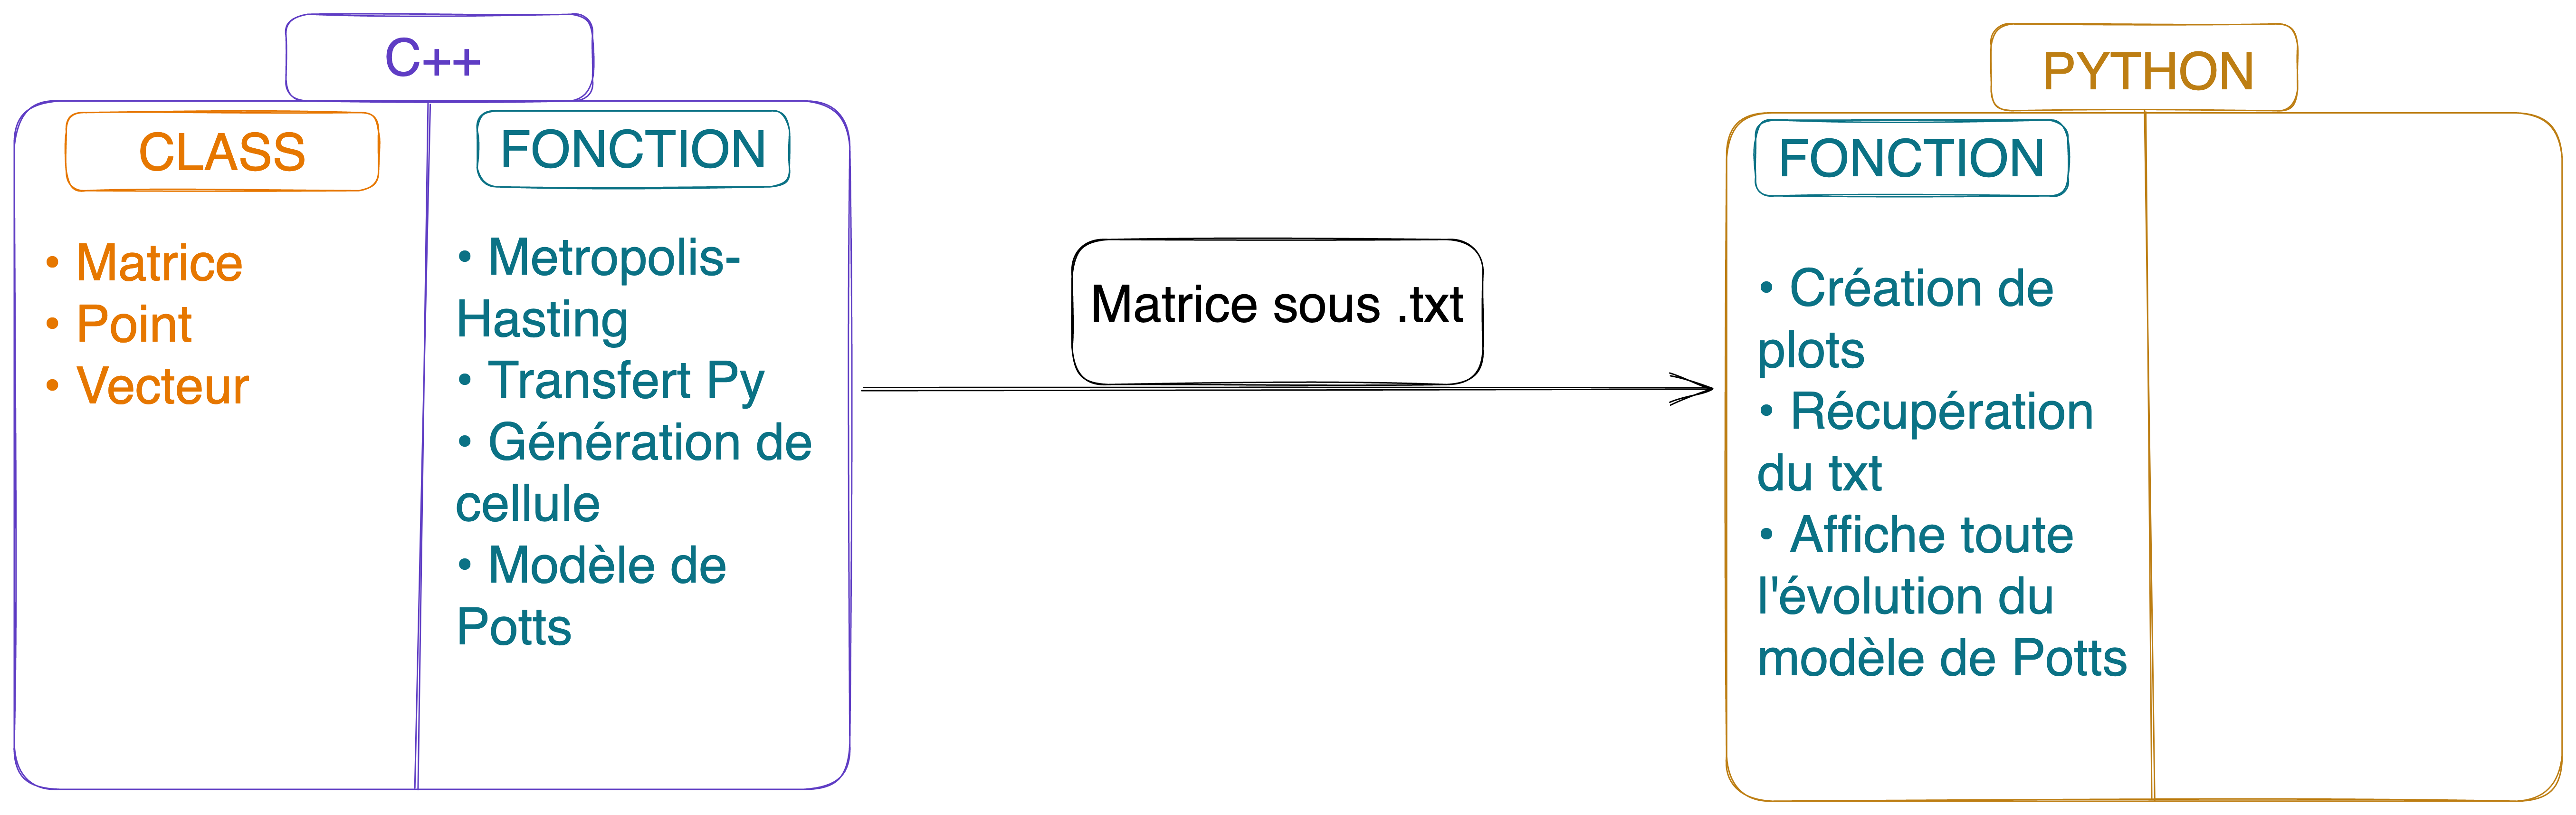 C++
CLASS
• Matrice
• Point
• Vecteur
FONCTION
• Metropolis-
Hasting
• Transfert Py
• Génération de
cellule
• Modèle de
Potts
Matrice sous .txt
PYTHON
FONCTION
• Création de
plots
• Récupération
du txt
• Affiche toute
l'évolution du
modèle de Potts